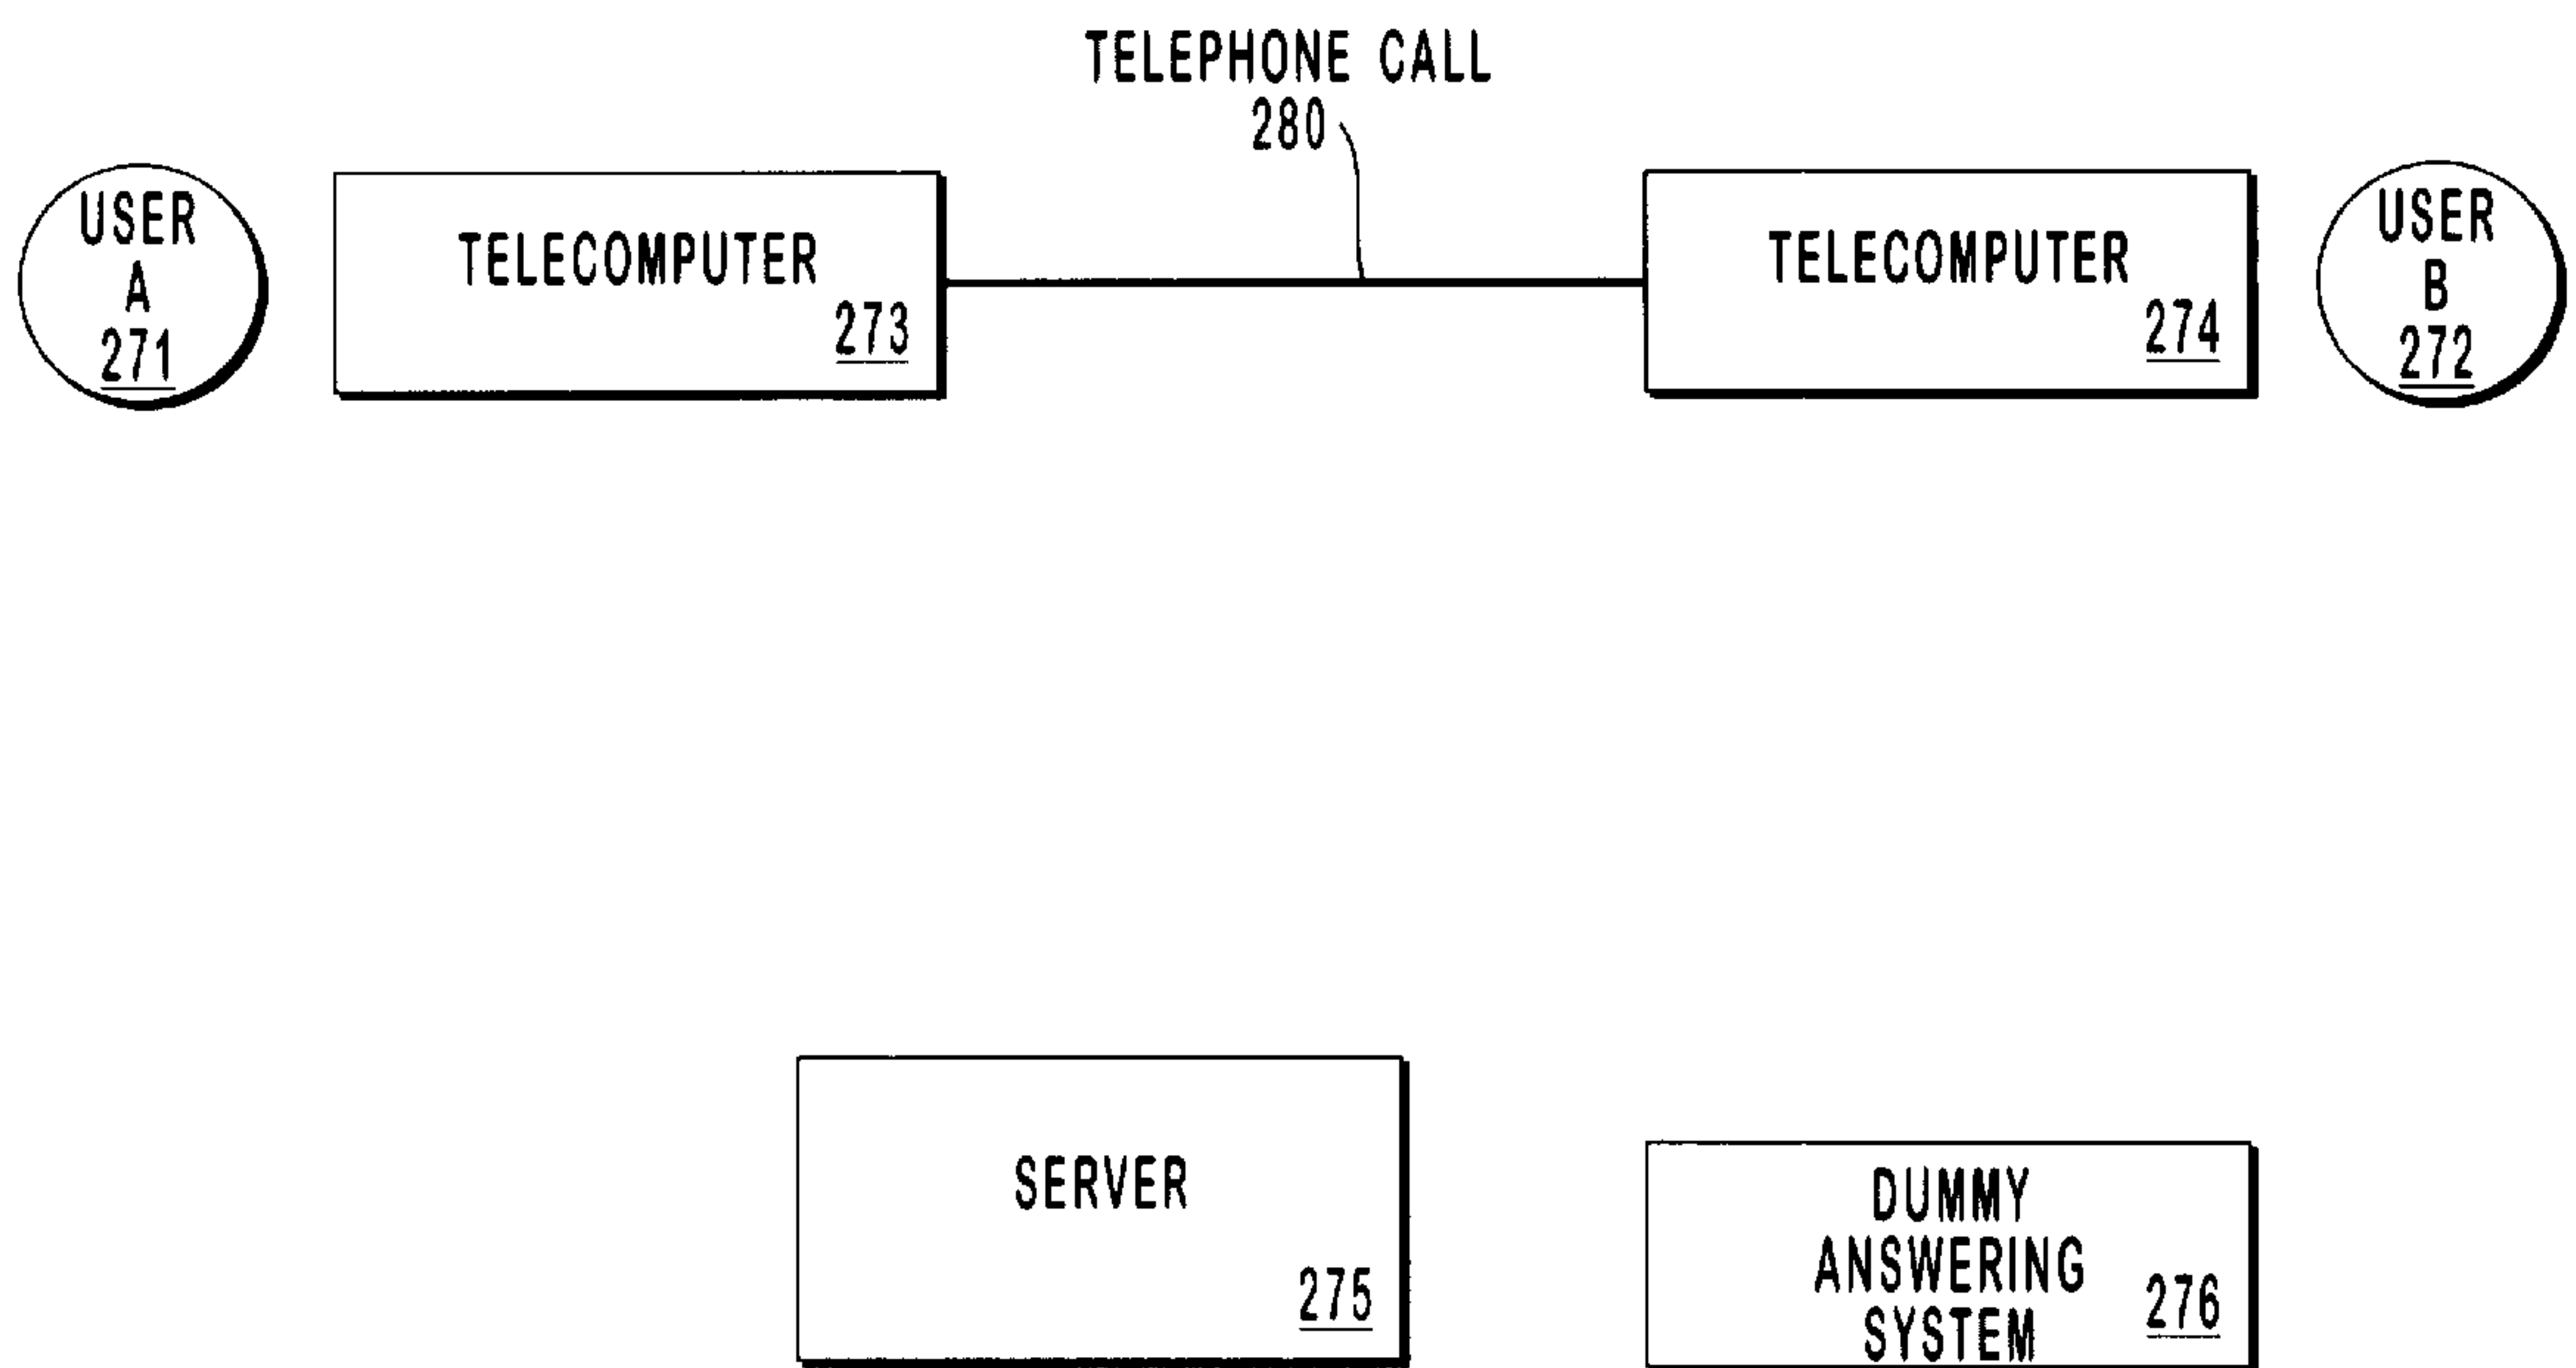 TELEPHONE CALL
280
USER
A
271
TELECOMPUTER
273
TELECOMPUTER
274
USER
B
272
SERVER
275
DUMMY
ANSWERING
SYSTEM
276